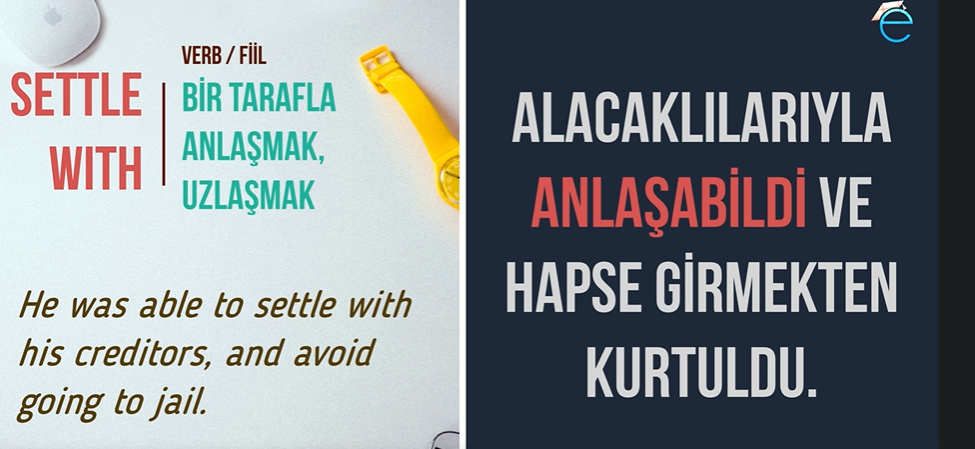 SETTLE
WITH
VERB / FİİL
BİR TARAFLA
ANLAŞMAK,
UZLAŞMAK
He was able to settle with
his creditors, and avoid
going to jail.
e
ALACAKLILARIYLA
ANLAŞABİLDİ VE
HAPSE GİRMEKTEN
KURTULDU.